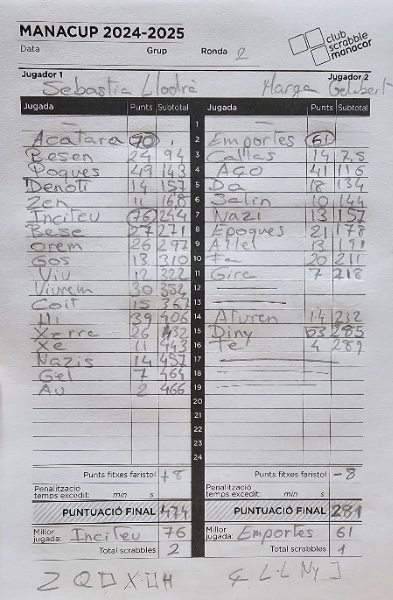 MANACUP 2024-2025
club scrabble manacor
Data Grup Ronda 2
Jugador 1 Jugador 2
Sebastià Llodrà Marga Gelabert
Jugada Punts Subtotal Jugada Punts Subtotal
— 1 —
Acatara 70 2 Emportes 61
Besen 24 94 3 Callas 14 75
Poques 49 143 4 AGO 41 116
Denoti 14 157 5 Da 18 134
Zen 11 168 6 Salin 10 144
Inciteu 76 244 7 Nazi 13 157
Bese 27 271 8 Epoques 21 178
Orem 26 297 9 13 191
Gos 13 310 10 Fa 20 211
Viu 12 322 11 Gira 7 218
Viurem 30 352 12 —
Coit 15 367 13 —
Illi 39 406 14 Aturen 14 232
Xerre 26 432 15 Diny 53 285
Xe 11 443 16 Te 4 289
Nazis 14 457 17 —
Gel 7 464 18 —
Au 2 466 19 —
20
21
22
23
24
Punts fitxes faristol +8 Punts fitxes faristol -8
Penalització temps excedit: min s Penalització temps excedit: min s
PUNTUACIÓ FINAL 474 PUNTUACIÓ FINAL 281
Millor jugada: Inciteu 76 Millor jugada: Emportes 61
Total scrabbles 2 Total scrabbles 1